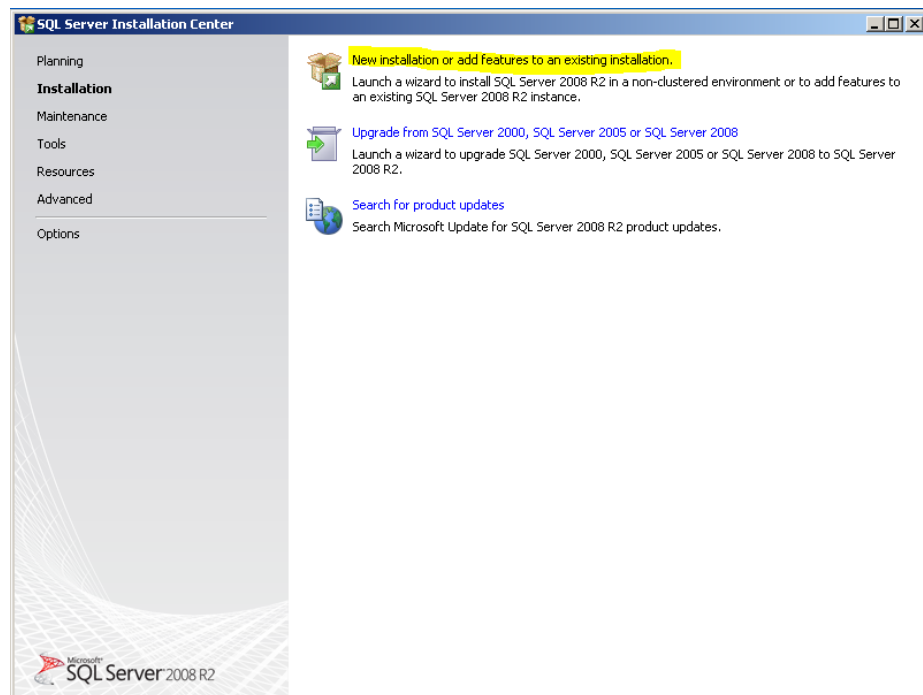 SQL Server Installation Center
Planning
Installation
Maintenance
Tools
Resources
Advanced
Options
New installation or add features to an existing installation.
Launch a wizard to install SQL Server 2008 R2 in a non-clustered environment or to add features to
an existing SQL Server 2008 R2 instance.
Upgrade from SQL Server 2000, SQL Server 2005 or SQL Server 2008
Launch a wizard to upgrade SQL Server 2000, SQL Server 2005 or SQL Server 2008 to SQL Server
2008 R2.
Search for product updates
Search Microsoft Update for SQL Server 2008 R2 product updates.
Microsoft
SQL Server 2008 R2